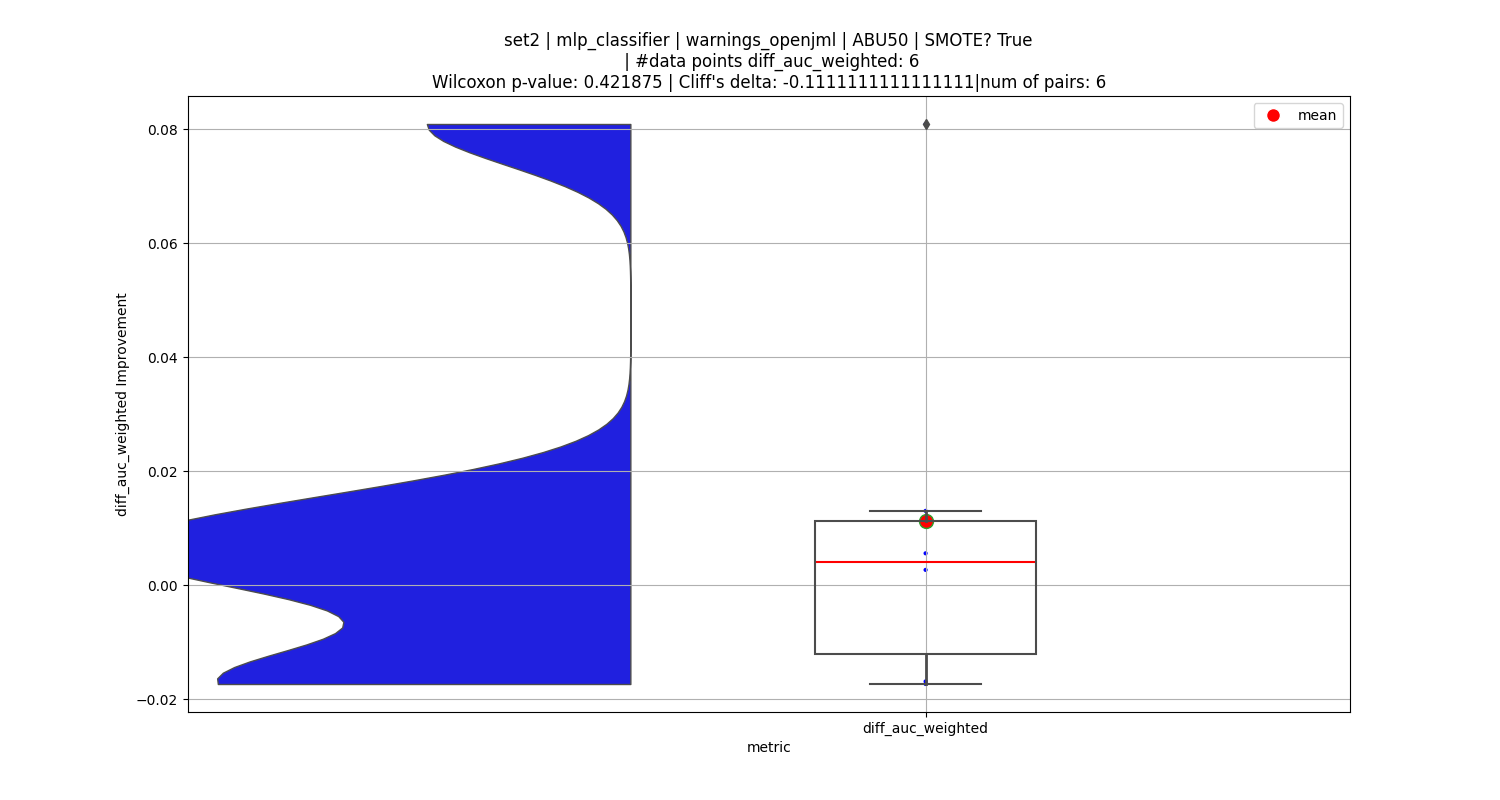 set2 | mlp_classifier | warnings_openjml | ABU50 | SMOTE? True
| #data points diff_auc_weighted: 6
Wilcoxon p-value: 0.421875 | Cliff's delta: -0.1111111111111111|num of pairs: 6
mean
0.08
0.06
0.04
0.02
0.00
−0.02
diff_auc_weighted Improvement
diff_auc_weighted
metric